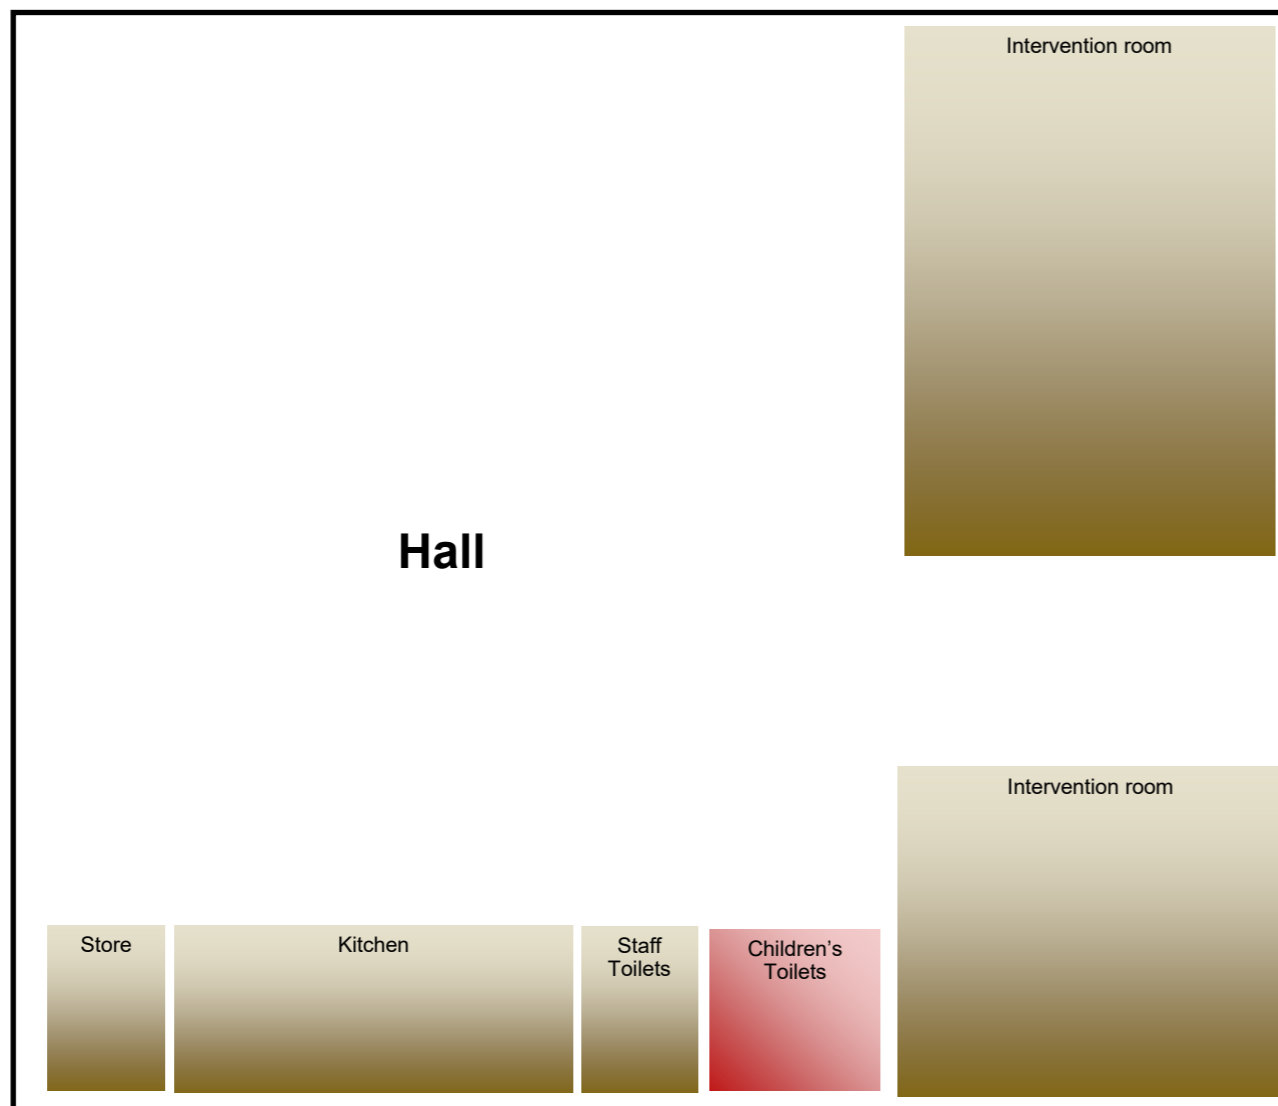 Intervention room
Hall
Intervention room
Store
Kitchen
Staff
Toilets
Children’s
Toilets